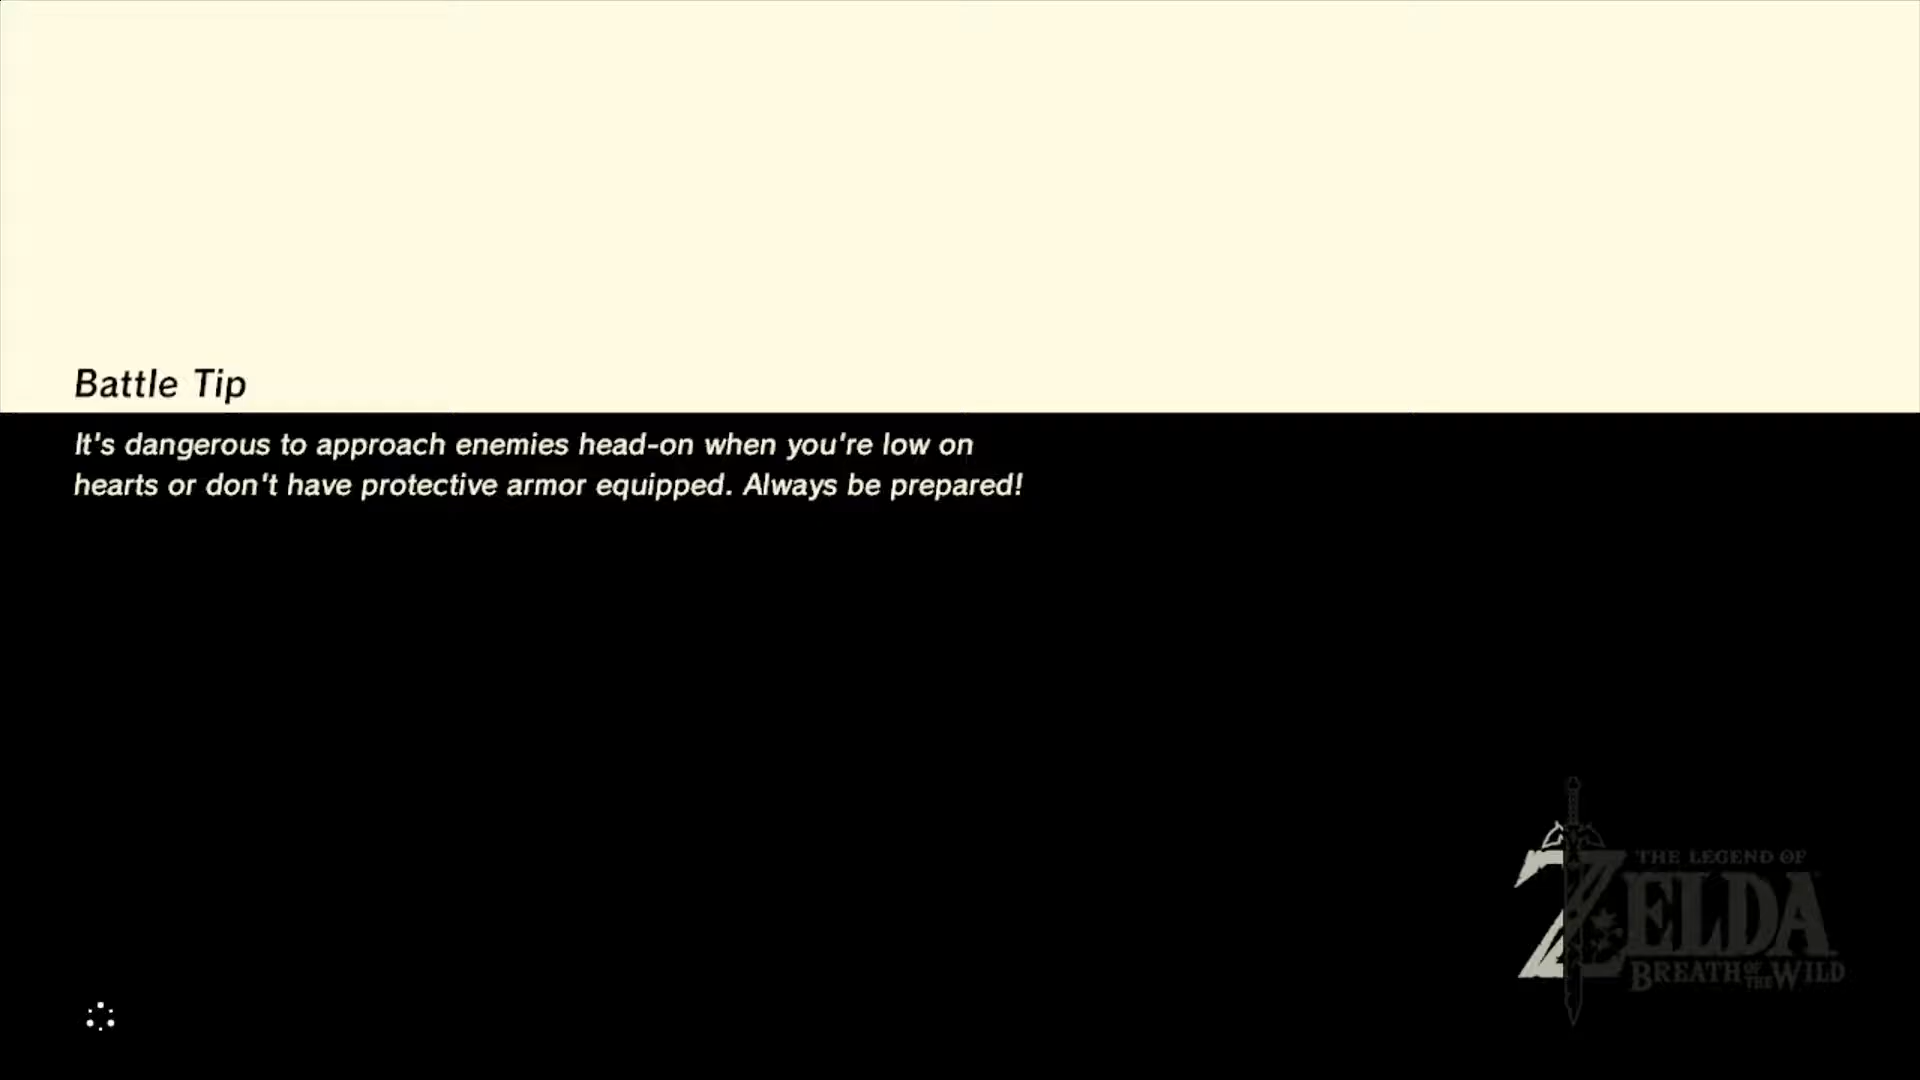 Battle Tip
It's dangerous to approach enemies head-on when you're low on
hearts or don't have protective armor equipped. Always be prepared!
THE LEGEND OF
ZELDA
BREATH OF THE WILD